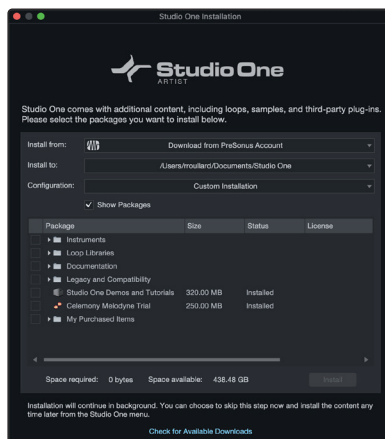 Studio One Installation
Studio One
ARTIST
Studio One comes with additional content, including loops, samples, and third-party plug-ins.
Please select the packages you want to install below.
Install from: Download from PreSonus Account
Install to: /Users/rroullard/Documents/Studio One
Configuration: Custom Installation
Show Packages
Package Size Status License
Instruments
Loop Libraries
Documentation
Legacy and Compatibility
Studio One Demos and Tutorials 320.00 MB Installed
Celemony Melodyne Trial 250.00 MB Installed
My Purchased Items
Space required: 0 bytes Space available: 438.48 GB Install
Installation will continue in background. You can choose to skip this step now and install the content any
time later from the Studio One menu.
Check for Available Downloads